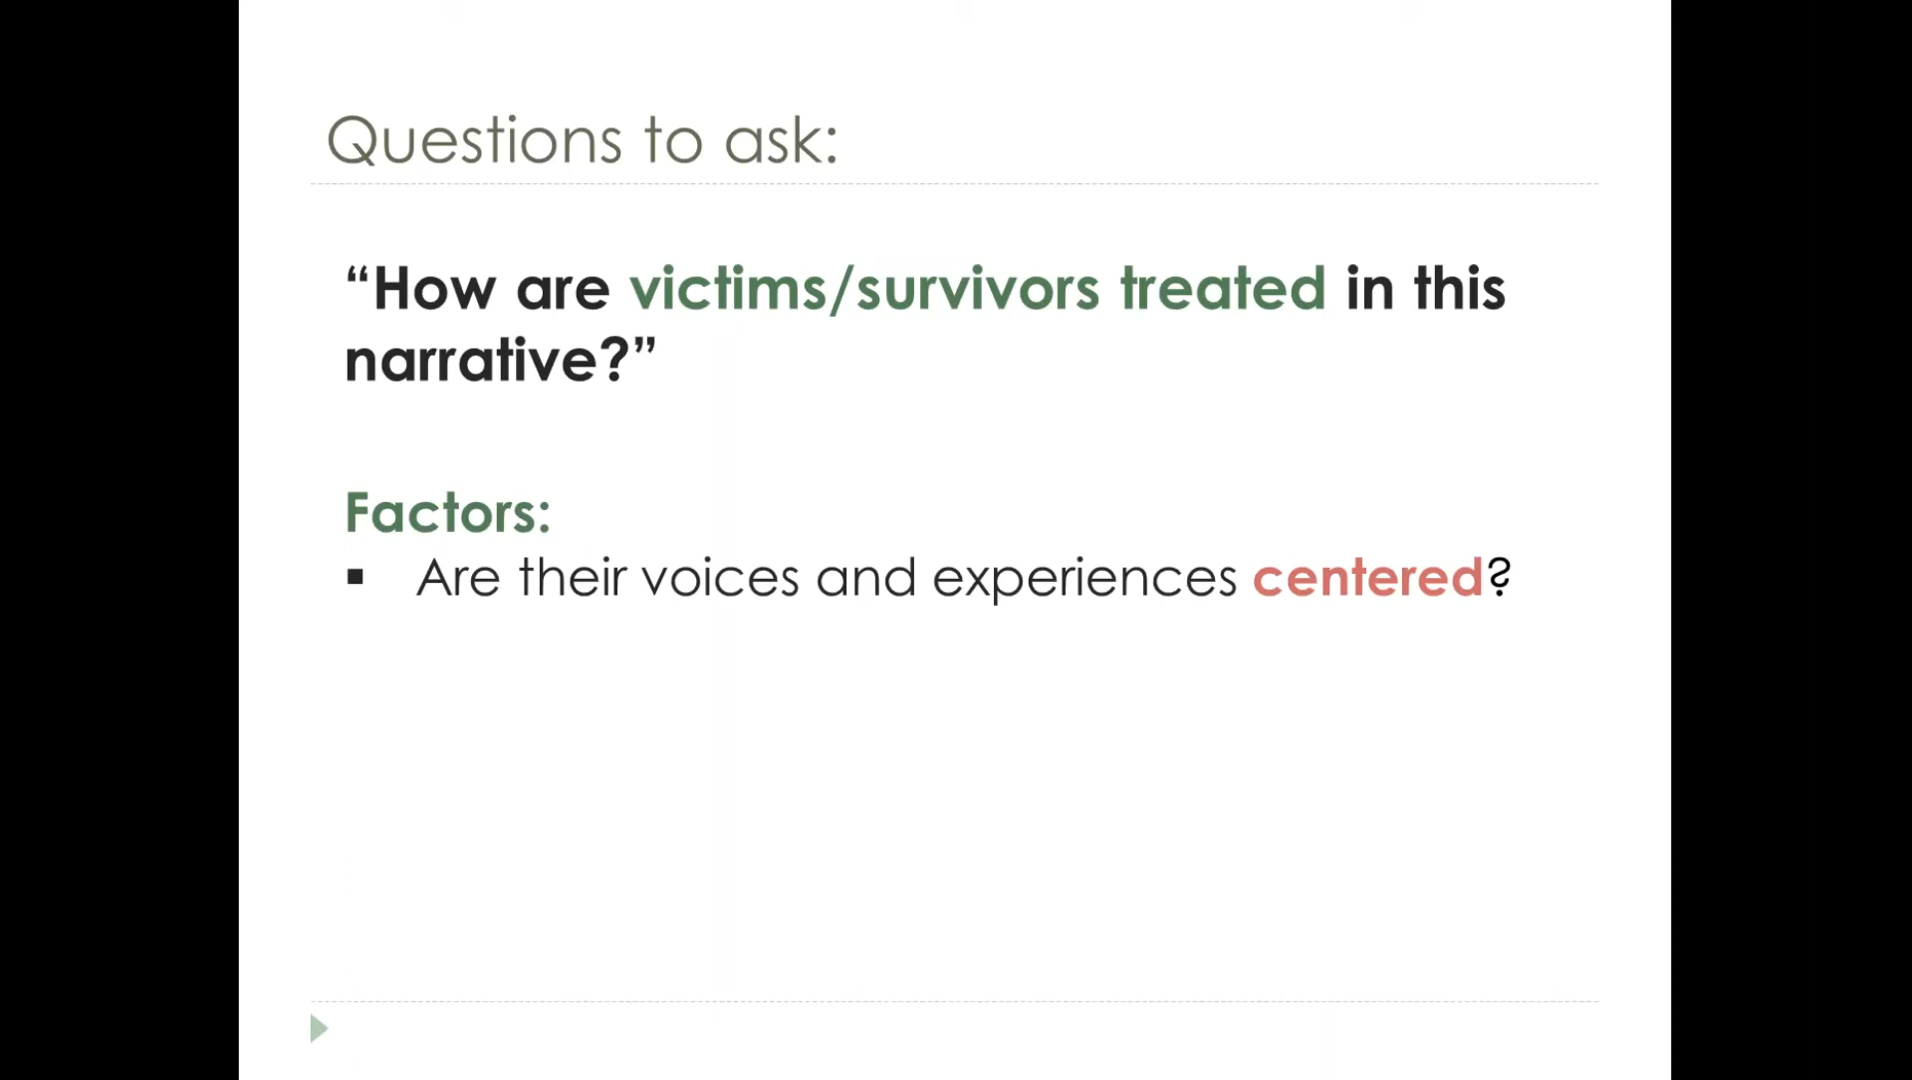 Questions to ask:
“How are victims/survivors treated in this
narrative?”
Factors:
▪ Are their voices and experiences centered?